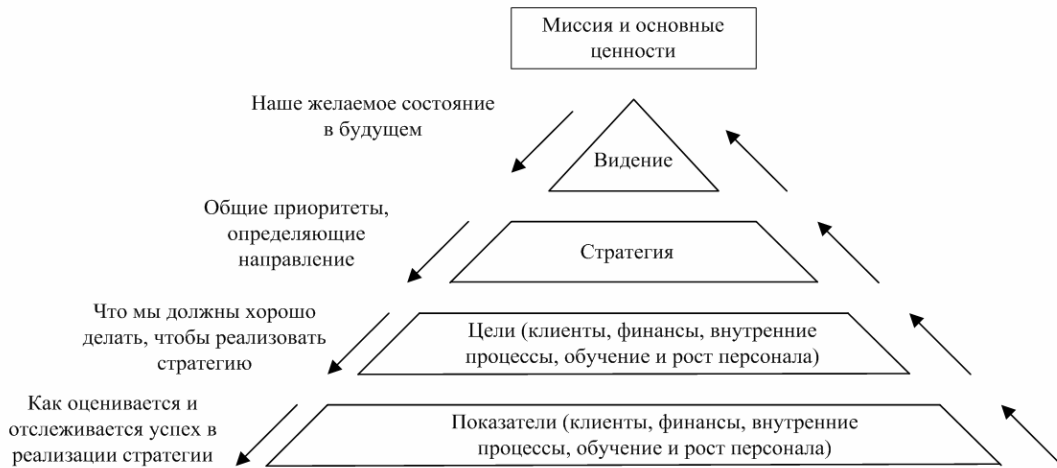 Миссия и основные
ценности
Наше желаемое состояние
в будущем
Видение
Общие приоритеты,
определяющие
направление
Стратегия
Что мы должны хорошо
делать, чтобы реализовать
стратегию
Цели (клиенты, финансы, внутренние
процессы, обучение и рост персонала)
Как оценивается и
отслеживается успех в
реализации стратегии
Показатели (клиенты, финансы, внутренние
процессы, обучение и рост персонала)